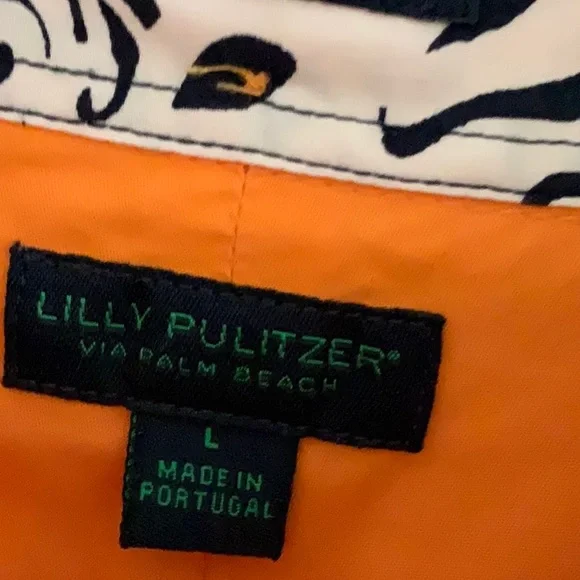 LILLY PULITZER®
VIA PALM BEACH
L
MADE IN
PORTUGAL